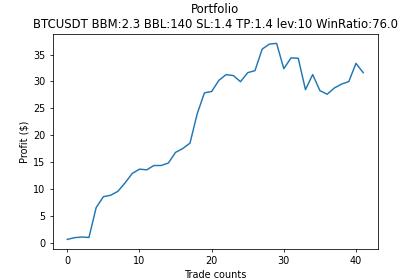 Portfolio
BTCUSDT BBM:2.3 BBL:140 SL:1.4 TP:1.4 lev:10 WinRatio:76.0
35
30
25
20
15
10
5
0
Profit ($)
0 10 20 30 40
Trade counts